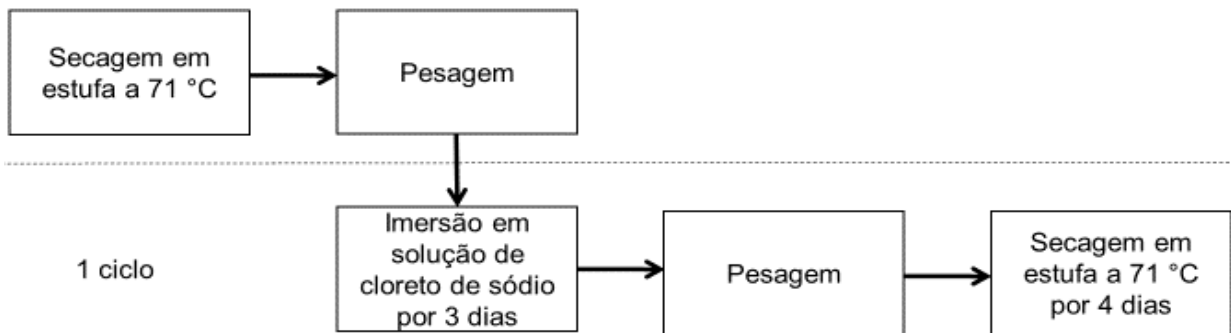 Secagem em
estufa a 71 °C
Pesagem
1 ciclo
Imersão em
solução de
cloreto de sódio
por 3 dias
Pesagem
Secagem em
estufa a 71 °C
por 4 dias